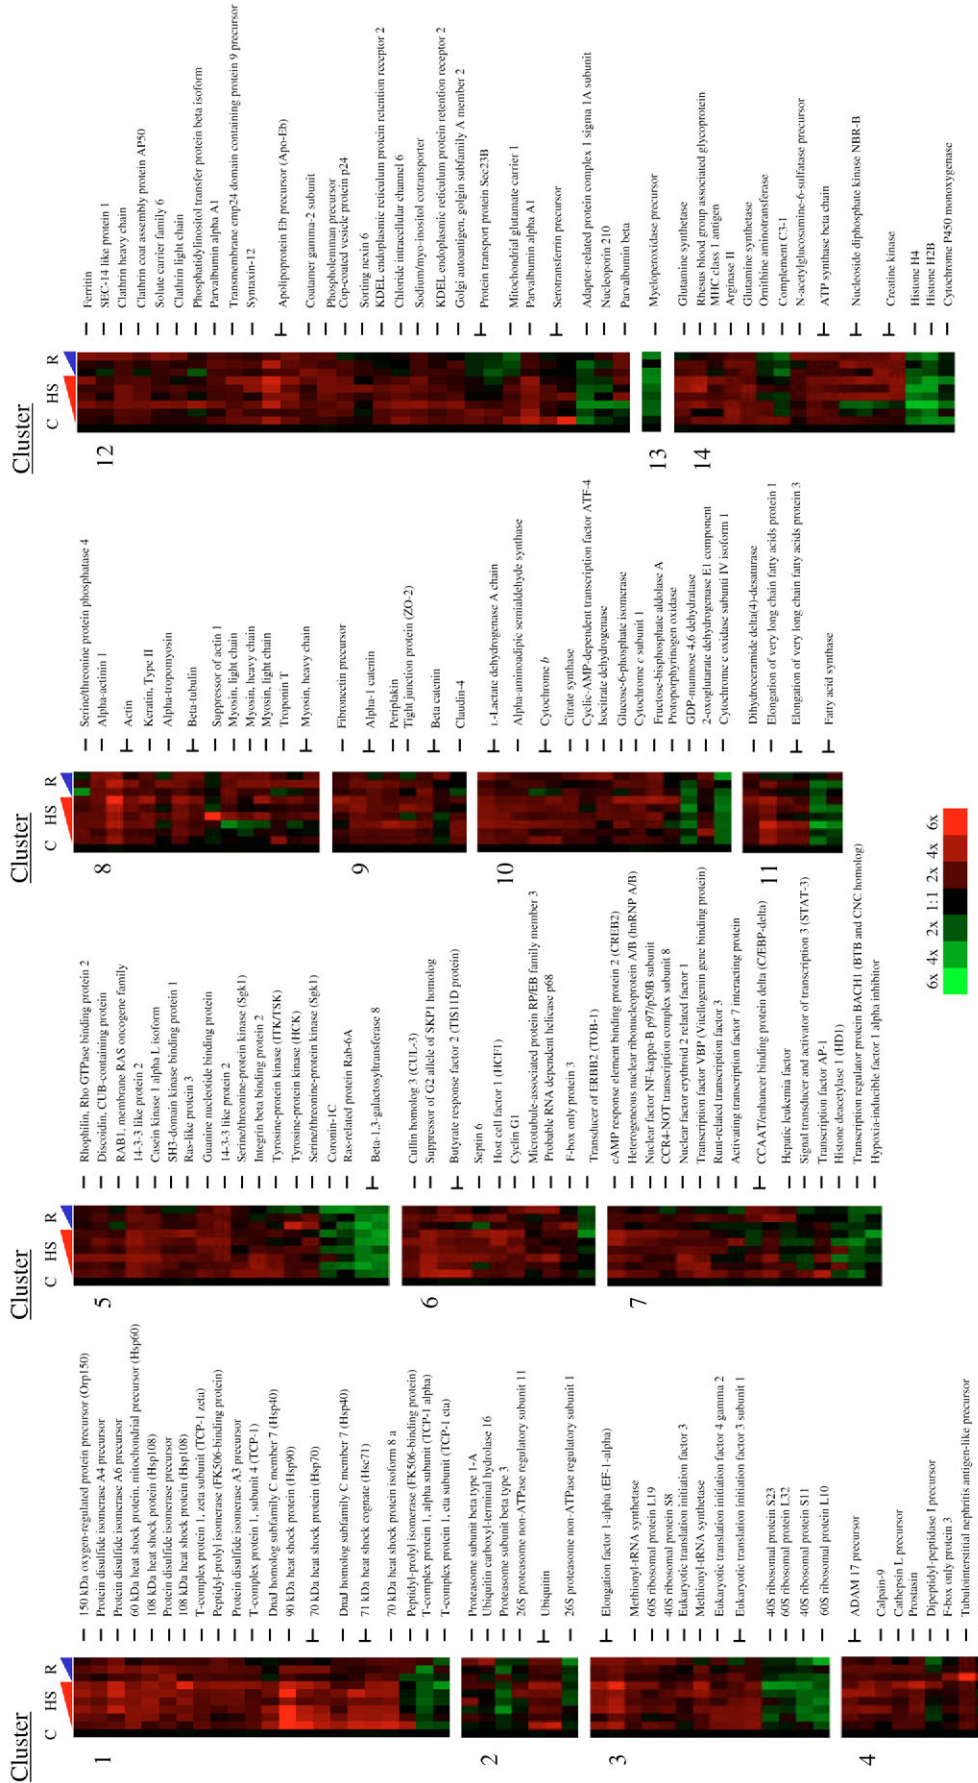 Cluster
C HS R
1
150 kDa oxygen-regulated protein precursor (Orp150)
Protein disulfide isomerase A4 precursor
Protein disulfide isomerase A6 precursor
60 kDa heat shock protein, mitochondrial precursor (Hsp60)
108 kDa heat shock protein (Hsp108)
Protein disulfide isomerase precursor
108 kDa heat shock protein (Hsp108)
T-complex protein 1, zeta subunit (TCP-1 zeta)
Peptidyl-prolyl isomerase (FK506-binding protein)
Protein disulfide isomerase A3 precursor
T-complex protein 1, subunit 4 (TCP-1)
DnaJ homolog subfamily C member 7 (Hsp40)
90 kDa heat shock protein (Hsp90)
70 kDa heat shock protein (Hsp70)
DnaJ homolog subfamily C member 7 (Hsp40)
71 kDa heat shock cognate (Hsc71)
70 kDa heat shock protein isoform 8 a
Peptidyl-prolyl isomerase (FK506-binding protein)
T-complex protein 1, alpha subunit (TCP-1 alpha)
T-complex protein 1, eta subunit (TCP-1 eta)
2
Proteasome subunit beta type 1-A
Ubiquitin carboxyl-terminal hydrolase 16
Proteasome subunit beta type 3
26S proteasome non-ATPase regulatory subunit 11
Ubiquitin
26S proteasome non-ATPase regulatory subunit 1
3
Elongation factor 1-alpha (EF-1-alpha)
Methionyl-tRNA synthetase
60S ribosomal protein L19
40S ribosomal protein S8
Eukaryotic translation initiation factor 3
Methionyl-tRNA synthetase
Eukaryotic translation initiation factor 4 gamma 2
Eukaryotic translation initiation factor 3 subunit 1
40S ribosomal protein S23
60S ribosomal protein L32
40S ribosomal protein S11
60S ribosomal protein L10
4
ADAM 17 precursor
Calpain-9
Cathepsin L precursor
Prostasin
Dipeptidyl-peptidase I precursor
F-box only protein 3
Tubulointerstitial nephritis antigen-like precursor
Cluster
C HS R
5
Rhophilin, Rho GTPase binding protein 2
Discoidin, CUB-containing protein
RAB1, membrane RAS oncogene family
14-3-3 like protein 2
Casein kinase 1 alpha L isoform
SH3-domain kinase binding protein 1
Ras-like protein 3
Guanine nucleotide binding protein
14-3-3 like protein 2
Serine/threonine-protein kinase (Sgk1)
Integrin beta binding protein 2
Tyrosine-protein kinase (ITK/TSK)
Tyrosine-protein kinase (HCK)
Serine/threonine-protein kinase (Sgk1)
Coronin-1C
Ras-related protein Rab-6A
Beta-1,3-galactosyltransferase 8
6
Cullin homolog 3 (CUL-3)
Suppressor of G2 allele of SKP1 homolog
Butyrate response factor 2 (TIS11D protein)
Septin 6
Host cell factor 1 (HCF1)
Cyclin G1
Microtubule-associated protein RP/EB family member 3
Probable RNA dependent helicase p68
F-box only protein 3
Transducer of ERBB2 (TOB-1)
7
cAMP response element binding protein 2 (CREB2)
Heterogeneous nuclear ribonucleoprotein A/B (hnRNP A/B)
Nuclear factor NF-kappa-B p97/p50B subunit
CCR4-NOT transcription complex subunit 8
Nuclear factor erythroid 2 related factor 1
Transcription factor VBP (Vitellogenin gene binding protein)
Runt-related transcription factor 3
Activating transcription factor 7 interacting protein
CCAAT/enhancer binding protein delta (C/EBP-delta)
Hepatic leukemia factor
Signal transducer and activator of transcription 3 (STAT-3)
Transcription factor AP-1
Histone deacetylase 1 (HD1)
Transcription regulator protein BACH1 (BTB and CNC homolog)
Hypoxia-inducible factor 1 alpha inhibitor
Cluster
C HS R
8
Serine/threonine protein phosphatase 4
Alpha-actinin 1
Actin
Keratin, Type II
Alpha-tropomyosin
Beta-tubulin
Suppressor of actin 1
Myosin, light chain
Myosin, heavy chain
Myosin, light chain
Troponin T
Myosin, heavy chain
9
Fibronectin precursor
Alpha-1 catenin
Periplakin
Tight junction protein (ZO-2)
Beta catenin
Claudin-4
10
L-Lactate dehydrogenase A chain
Alpha-aminoadipic semialdehyde synthase
Cytochrome b
Citrate synthase
Cyclic-AMP-dependent transcription factor ATF-4
Isocitrate dehydrogenase
Glucose-6-phosphate isomerase
Cytochrome c subunit 1
Fructose-bisphosphate aldolase A
Protoporphyrinogen oxidase
GDP-mannose 4,6 dehydratase
2-oxoglutarate dehydrogenase E1 component
Cytochrome c oxidase subunti IV isoform 1
11
Dihydroceramide delta(4)-desaturase
Elongation of very long chain fatty acids protein 1
Elongation of very long chain fatty acids protein 3
Fatty acid synthase
6x 4x 2x 1:1 2x 4x 6x
Cluster
C HS R
12
Ferritin
SEC-14 like protein 1
Clathrin heavy chain
Clathrin coat assembly protein AP50
Solute carrier family 6
Clathrin light chain
Phosphatidylinositol transfer protein beta isoform
Parvalbumin alpha A1
Transmembrane emp24 domain containing protein 9 precursor
Syntaxin-12
Apolipoprotein Eb precursor (Apo-Eb)
Coatamer gamma-2 subunit
Phospholemman precursor
Cop-coated vesicle protein p24
Sorting nexin 6
KDEL endoplasmic reticulum protein retention receptor 2
Chloride intracellular channel 6
Sodium/myo-inositol cotransporter
KDEL endoplasmic reticulum protein retention receptor 2
Golgi autoantigen, golgin subfamily A member 2
Protein transport protein Sec23B
Mitochondrial glutamate carrier 1
Parvalbumin alpha A1
Serotransferrin precursor
Adapter-related protein complex 1 sigma 1A subunit
Nucleoporin 210
Parvalbumin beta
13
Myeloperoxidase precursor
14
Glutamine synthetase
Rhesus blood group associated glycoprotein
MHC class 1 antigen
Arginase II
Glutamine synthetase
Ornithine aminotransferase
Complement C3-1
N-acetylglucosamine-6-sulfatase precursor
ATP synthase beta chain
Nucleoside diphosphate kinase NBR-B
Creatine kinase
Histone H4
Histone H2B
Cytochrome P450 monoxygenase